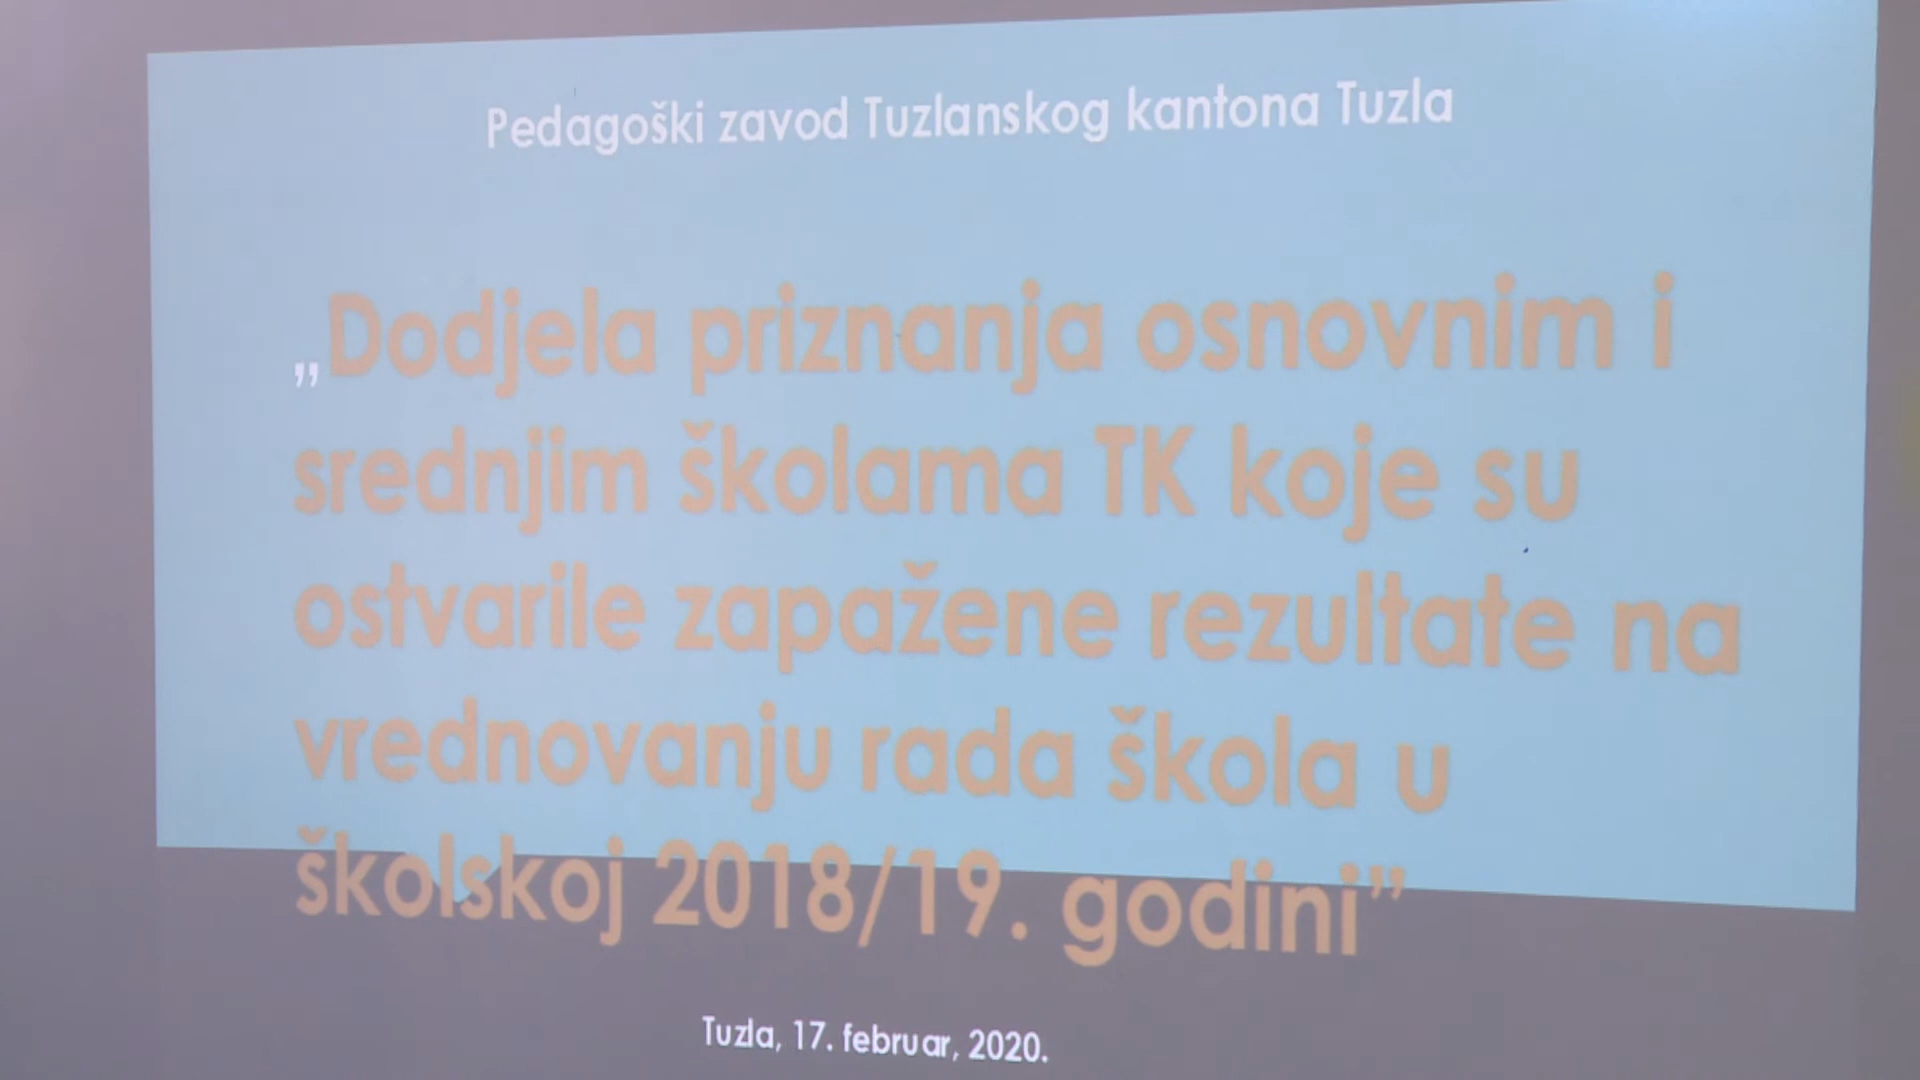 Pedagoški zavod Tuzlanskog kantona Tuzla
„Dodjela priznanja osnovnim i
srednjim školama TK koje su
ostvarile zapažene rezultate na
vrednovanju rada škola u
školskoj 2018/19. godini”
Tuzla, 17. februar, 2020.